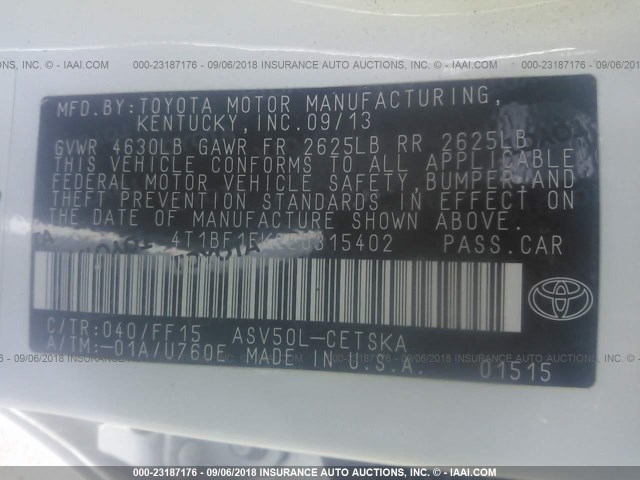 000-23187176 - 09/06/2018 INSURANCE AUTO AUCTIONS, INC. - IAAI.COM
MFD.BY:TOYOTA MOTOR MANUFACTURING,
KENTUCKY,INC.09/13
GVWR 4630LB GAWR FR 2625LB RR 2625LB
THIS VEHICLE CONFORMS TO ALL APPLICABLE
FEDERAL MOTOR VEHICLE SAFETY,BUMPER,AND
THEFT PREVENTION STANDARDS IN EFFECT ON
THE DATE OF MANUFACTURE SHOWN ABOVE.
PASS.CAR
C/TR:040/FF15 ASV50L-CETSKA
A/TM:-01A/U760E MADE IN U.S.A. 01515
000-23187176 - 09/06/2018 INSURANCE AUTO AUCTIONS, INC. - IAAI.COM